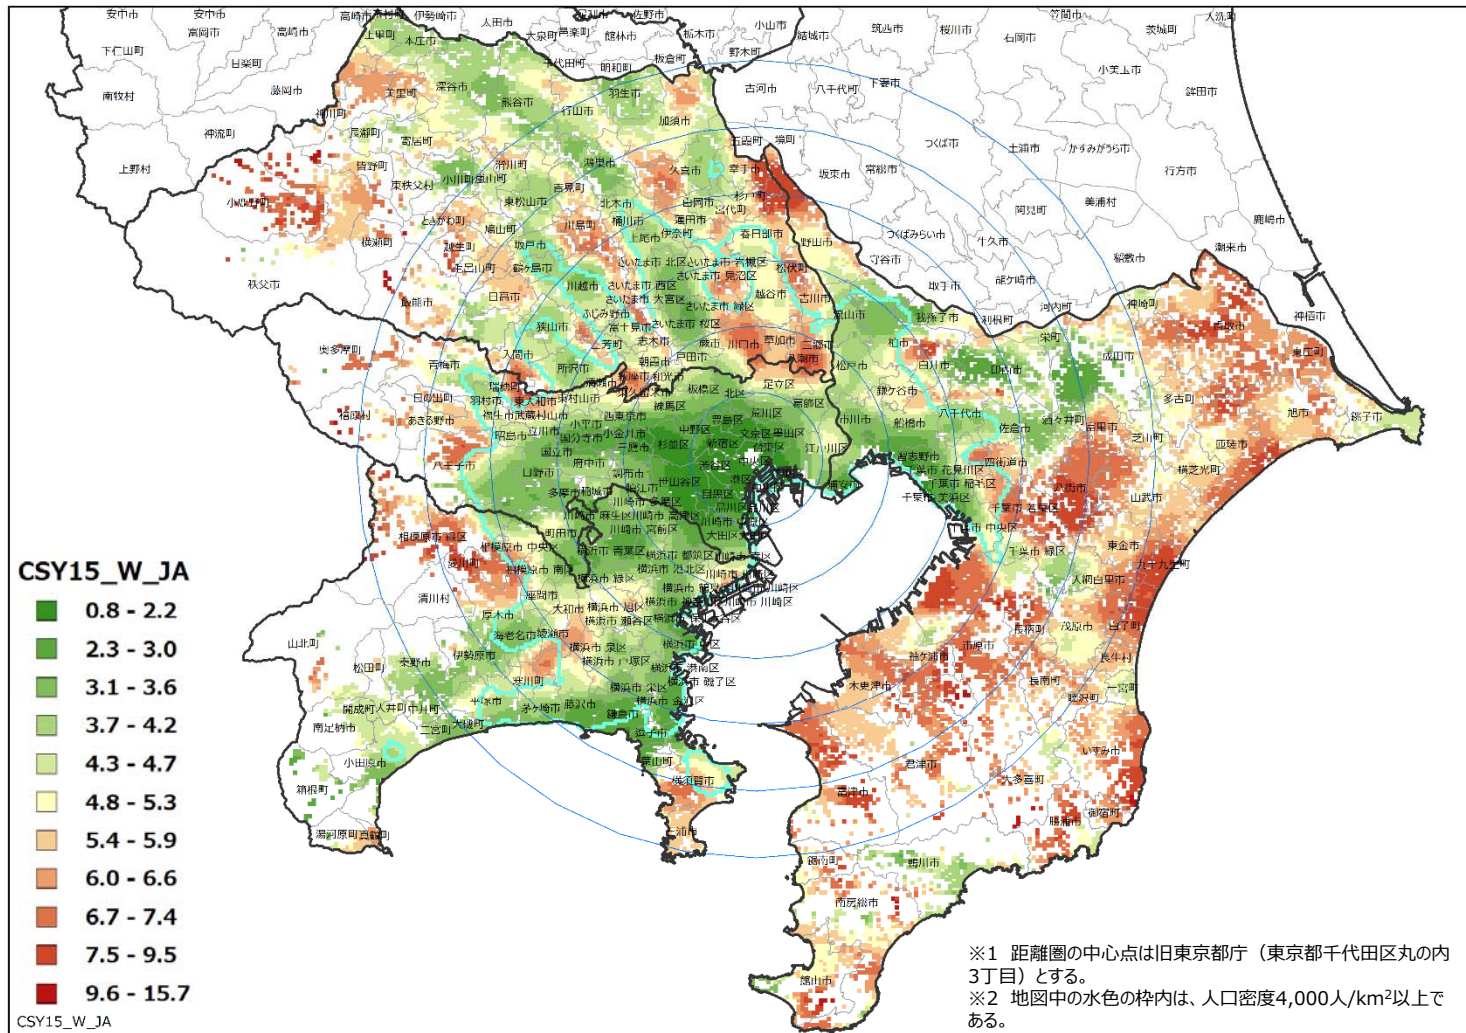 安中市
安中市
高崎市
伊勢崎市
太田市
佐野市
小山市
笠間市
大洗町
富岡市
高崎市
上里町
本庄市
大泉町
邑楽町
館林市
栃木市
野木町
結城市
筑西市
桜川市
石岡市
茨城町
下仁田町
甘楽町
千代田町
明和町
板倉町
小美玉市
南牧村
藤岡市
神川町
美里町
深谷市
熊谷市
行田市
羽生市
加須市
古河市
八千代町
下妻市
鉾田市
神流町
長瀞町
寄居町
五霞町
境町
つくば市
土浦市
かすみがうら市
上野村
皆野町
東秩父村
小川町
嵐山町
滑川町
鴻巣市
久喜市
幸手市
坂東市
常総市
行方市
小鹿野町
東松山市
吉見町
北本市
桶川市
白岡市
杉戸町
宮代町
阿見町
美浦村
鹿嶋市
ときがわ町
鳩山町
川島町
上尾市
伊奈町
蓮田市
春日部市
野田市
つくばみらい市
牛久市
潮来市
横瀬町
越生町
毛呂山町
坂戸市
鶴ヶ島市
川越市
さいたま市 北区
さいたま市 岩槻区
さいたま市 見沼区
さいたま市 西区
さいたま市 大宮区
松伏町
守谷市
取手市
龍ケ崎市
稲敷市
秩父市
飯能市
日高市
さいたま市 緑区
越谷市
吉川市
流山市
我孫子市
利根町
河内町
神崎町
神栖市
狭山市
ふじみ野市
富士見市
さいたま市 桜区
三芳町
志木市
蕨市
川口市
草加市
三郷市
八潮市
柏市
栄町
成田市
香取市
東庄町
奥多摩町
青梅市
入間市
所沢市
朝霞市
戸田市
松戸市
白井市
印西市
瑞穂町
清瀬市
新座市
和光市
足立区
鎌ケ谷市
多古町
旭市
銚子市
檜原村
日の出町
羽村市
東大和市
東村山市
東久留米市
板橋区
北区
葛飾区
練馬区
あきる野市
福生市
武蔵村山市
小平市
西東京市
豊島区
荒川区
市川市
船橋市
八千代市
佐倉市
酒々井町
富里市
芝山町
匝瑳市
昭島市
立川市
国分寺市
小金井市
中野区
文京区
墨田区
八王子市
国立市
三鷹市
杉並区
新宿区
台東区
江戸川区
習志野市
四街道市
横芝光町
日野市
府中市
調布市
渋谷区
中央区
千葉市 花見川区
多摩市
稲城市
狛江市
世田谷区
港区
浦安市
千葉市 稲毛区
八街市
山武市
川崎市 多摩区
目黒区
千葉市 美浜区
千葉市 若葉区
川崎市 麻生区
川崎市 高津区
品川区
千葉市 中央区
相模原市 緑区
町田市
川崎市 宮前区
川崎市 中原区
大田区
東金市
相模原市 中央区
横浜市 青葉区
横浜市 都筑区
川崎市 幸区
千葉市 緑区
九十九里町
愛川町
相模原市 南区
横浜市 緑区
横浜市 港北区
川崎市 川崎区
大網白里市
清川村
座間市
大和市
横浜市 旭区
横浜市 瀬谷区
白子町
厚木市
海老名市
綾瀬市
横浜市 泉区
横浜市 中区
市原市
長柄町
茂原市
山北町
松田町
秦野市
伊勢原市
横浜市 戸塚区
横浜市 港南区
袖ケ浦市
長生村
寒川町
横浜市 磯子区
木更津市
長南町
一宮町
開成町
大井町
中井町
平塚市
茅ヶ崎市
藤沢市
横浜市 栄区
横浜市 金沢区
睦沢町
南足柄市
二宮町
大磯町
鎌倉市
逗子市
小田原市
葉山町
いすみ市
箱根町
横須賀市
君津市
大多喜町
富津市
御宿町
勝浦市
湯河原町
真鶴町
三浦市
鋸南町
鴨川市
南房総市
館山市
CSY15_W_JA
0.8 - 2.2
2.3 - 3.0
3.1 - 3.6
3.7 - 4.2
4.3 - 4.7
4.8 - 5.3
5.4 - 5.9
6.0 - 6.6
6.7 - 7.4
7.5 - 9.5
9.6 - 15.7
CSY15_W_JA
※1 距離圏の中心点は旧東京都庁（東京都千代田区丸の内
3丁目）とする。
※2 地図中の水色の枠内は、人口密度4,000人/km²以上で
ある。